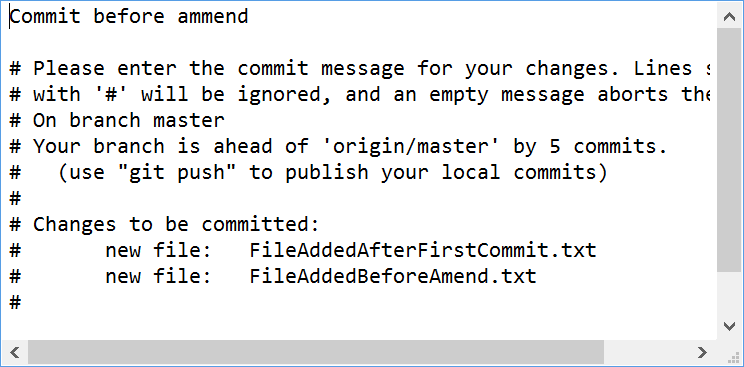 Commit before ammend
# Please enter the commit message for your changes. Lines
# with '#' will be ignored, and an empty message aborts the
# On branch master
# Your branch is ahead of 'origin/master' by 5 commits.
#   (use "git push" to publish your local commits)
#
# Changes to be committed:
#       new file:   FileAddedAfterFirstCommit.txt
#       new file:   FileAddedBeforeAmend.txt
#